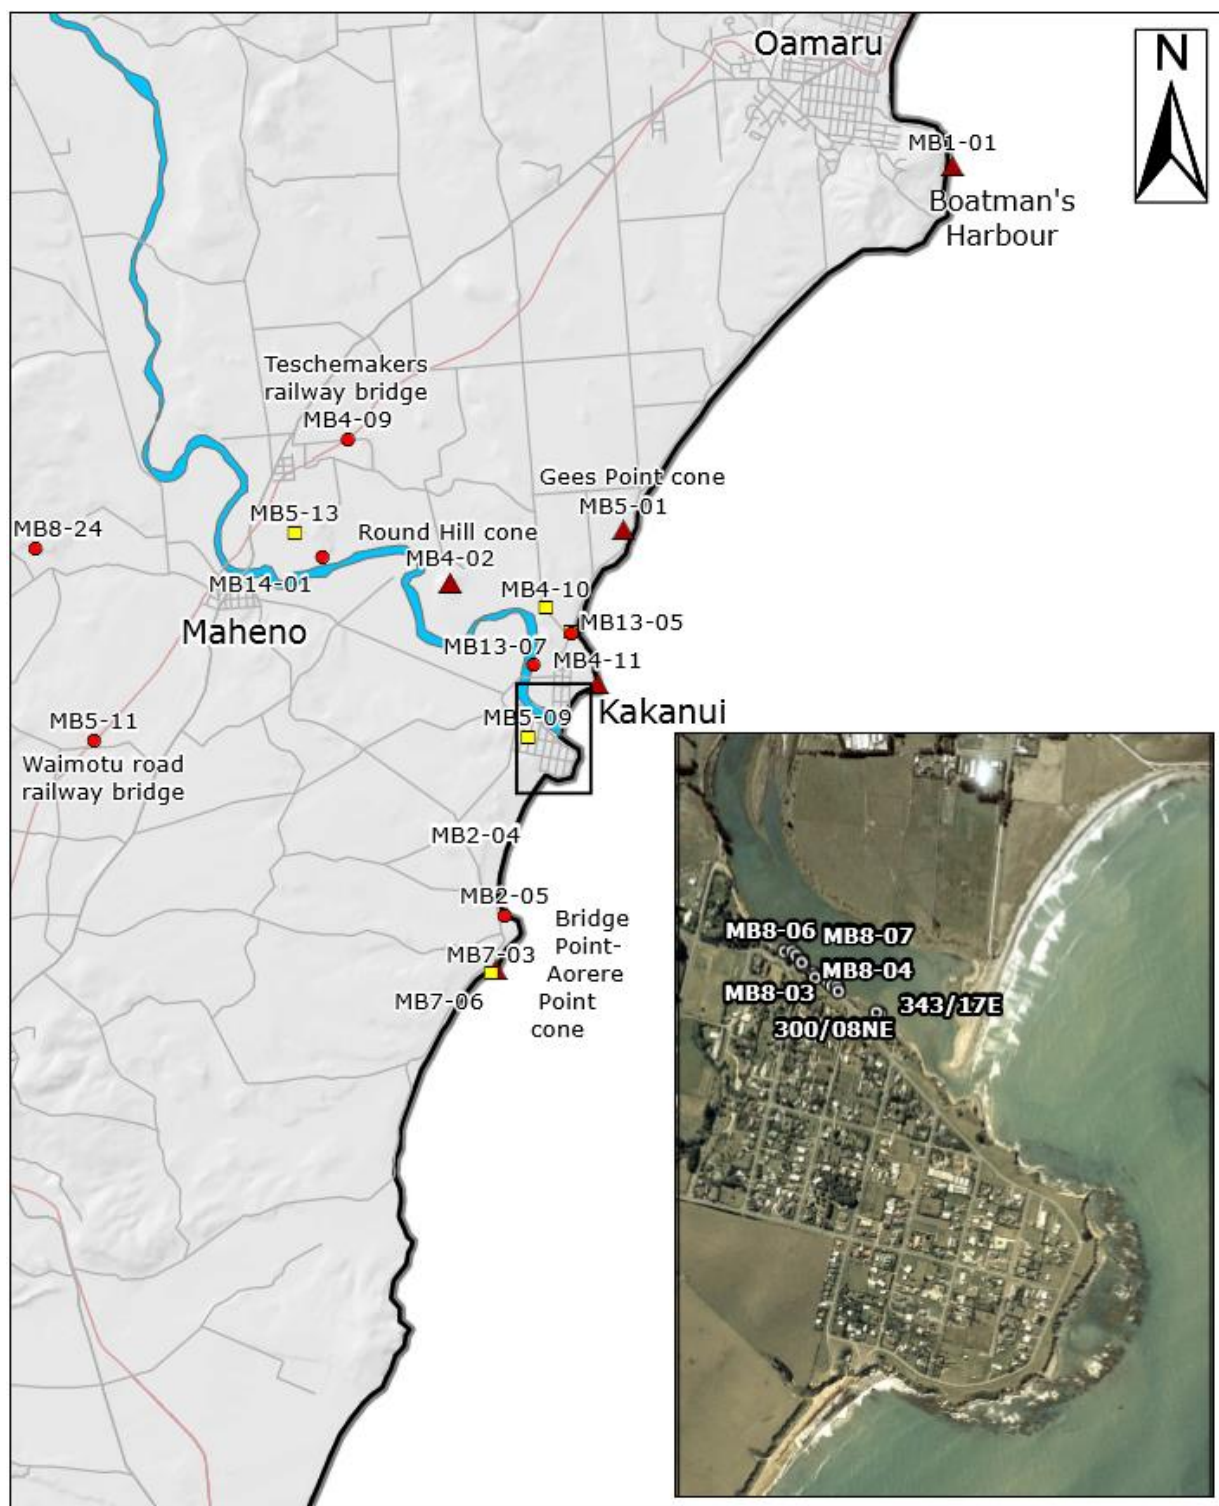 Oamaru
N
MB1-01
Boatman's
Harbour
Teschemakers
railway bridge
MB4-09
Gees Point cone
MB5-01
MB5-13
MB8-24
Round Hill cone
MB4-02
MB14-01
MB4-10
Maheno
MB13-05
MB13-07
MB4-11
MB5-09
Kakanui
MB5-11
Waimotu road
railway bridge
MB2-04
MB2-05
Bridge
Point-
Aorere
Point
cone
MB7-03
MB7-06
MB8-06
MB8-07
MB8-04
MB8-03
343/17E
300/08NE